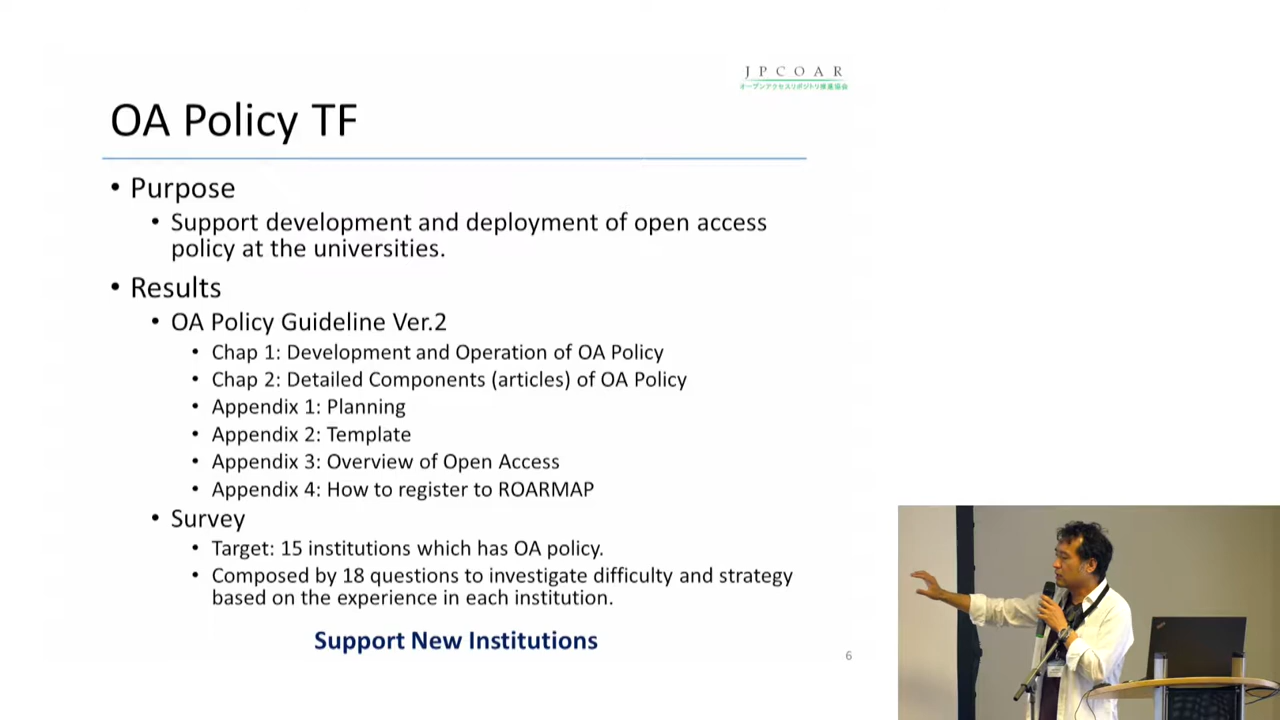 JPCOAR
オープンアクセスリポジトリ推進協会
OA Policy TF
• Purpose
• Support development and deployment of open access
policy at the universities.
• Results
• OA Policy Guideline Ver.2
• Chap 1: Development and Operation of OA Policy
• Chap 2: Detailed Components (articles) of OA Policy
• Appendix 1: Planning
• Appendix 2: Template
• Appendix 3: Overview of Open Access
• Appendix 4: How to register to ROARMAP
• Survey
• Target: 15 institutions which has OA policy.
• Composed by 18 questions to investigate difficulty and strategy
based on the experience in each institution.
Support New Institutions
6